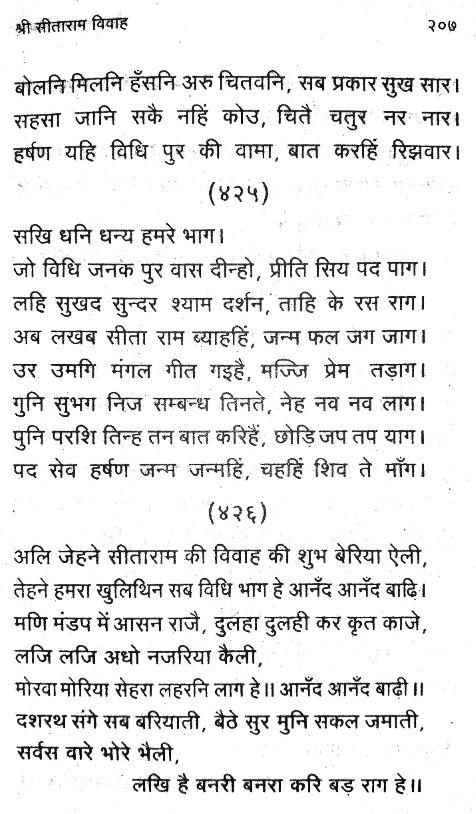 श्री सीताराम विवाह २०७
बोलनि मिलनि हँसनि अरु चितवनि, सब प्रकार सुख सार।
सहसा जानि सकै नहिं कोउ, चितै चतुर नर नार।
हर्षण यहि विधि पुर की वामा, बात करहिं रिझवार।
(४२५)
सखि धनि धन्य हमरे भाग।
जो विधि जनक पुर वास दीन्हो, प्रीति सिय पद पाग।
लहि सुखद सुन्दर श्याम दर्शन, ताहि के रस राग।
अब लखब सीता राम ब्याहहिं, जन्म फल जग जाग।
उर उमगि मंगल गीत गइहै, मज्जि प्रेम तड़ाग।
गुनि सुभग निज सम्बन्ध तिनते, नेह नव नव लाग।
पुनि परशि तिन्ह तन बात करिहैं, छोड़ि जप तप याग।
पद सेव हर्षण जन्म जन्महिं, चहहिं शिव ते माँग।
(४२६)
अलि जेहने सीताराम की विवाह की शुभ बेरिया ऐली,
तेहने हमरा खुलिथिन सब विधि भाग हे आनँद आनँद बाढ़ि।
मणि मंडप में आसन राजै, दुलहा दुलही कर कृत काजे,
लजि लजि अधो नजरिया कैली,
मोरवा मोरिया सेहरा लहरनि लाग हे॥ आनँद आनँद बाढ़ी॥
दशरथ संगे सब बरियाती, बैठे सुर मुनि सकल जमाती,
सर्वस वारे भोरे भैली,
लखि है बनरी बनरा करि बड़ राग हे॥